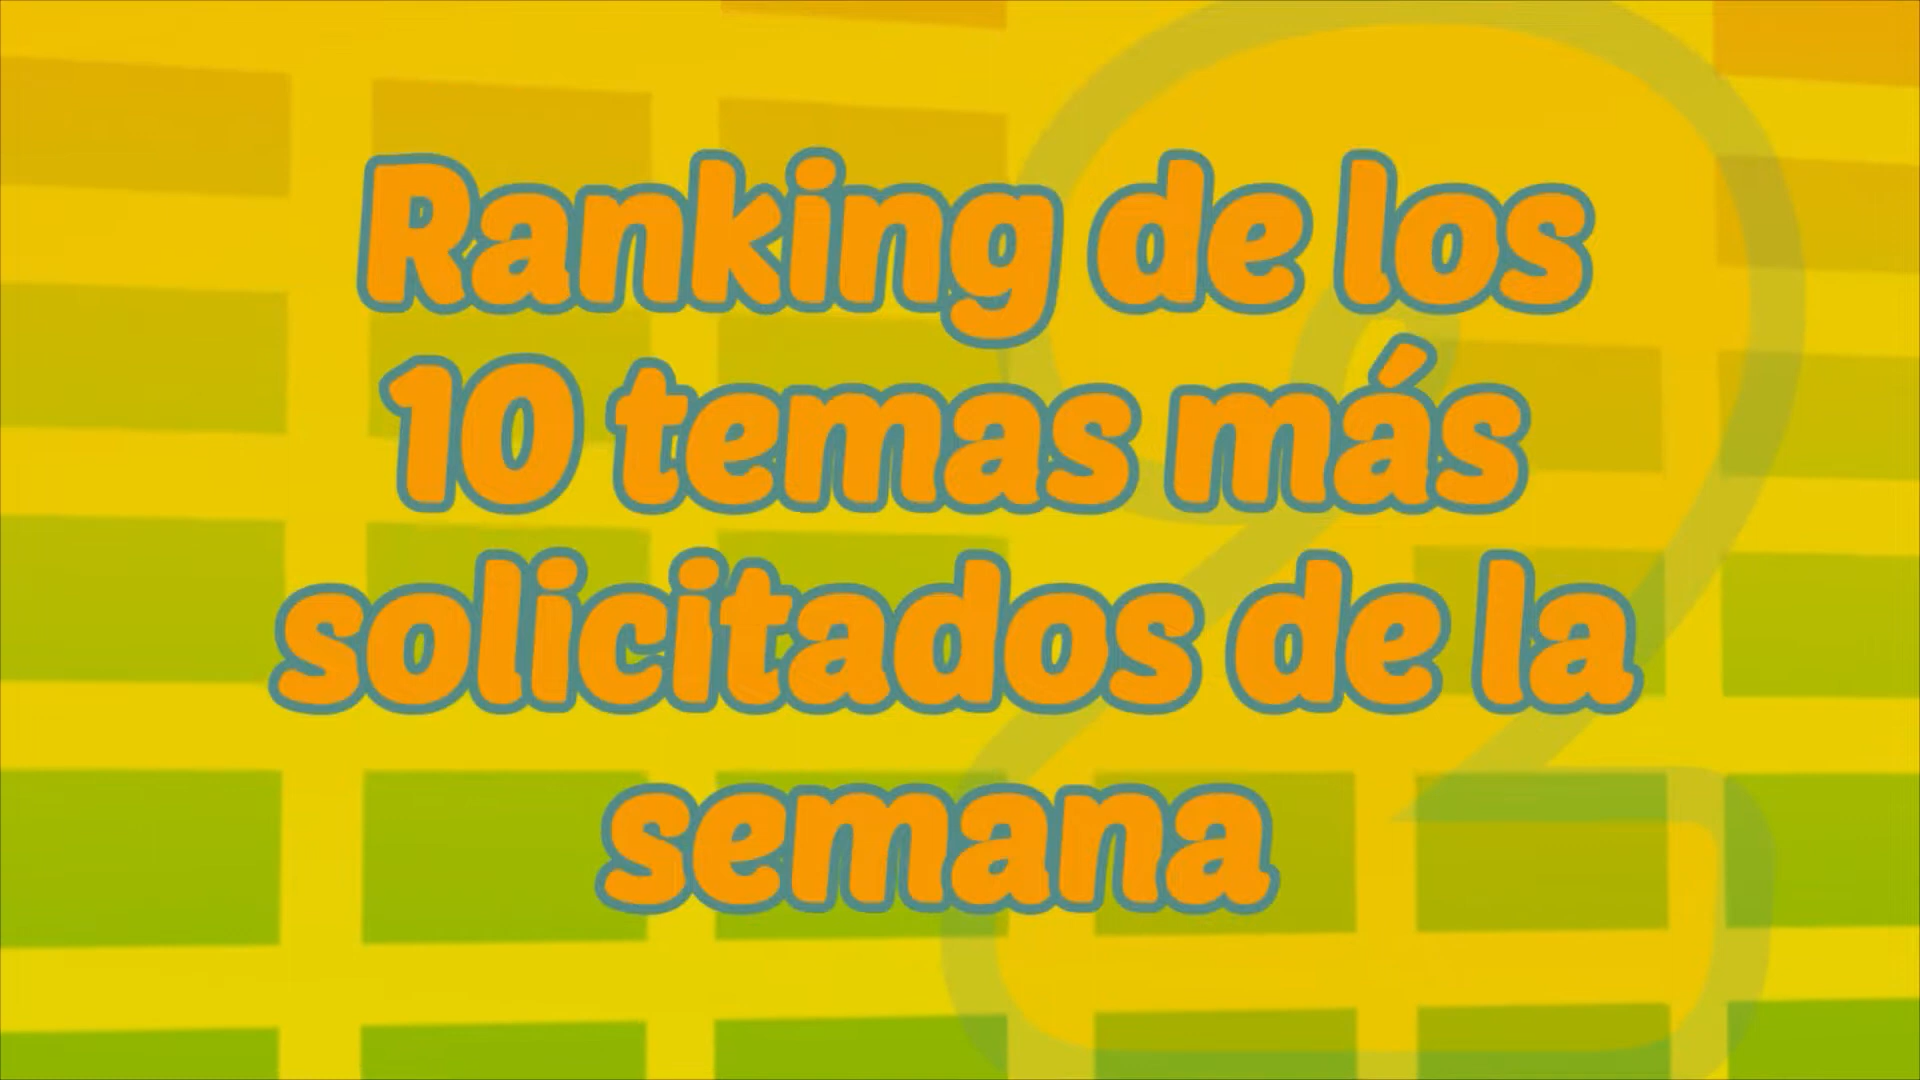 Ranking de los
10 temas más
solicitados de la
semana